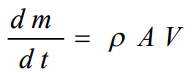 dm/dt = ρ A V